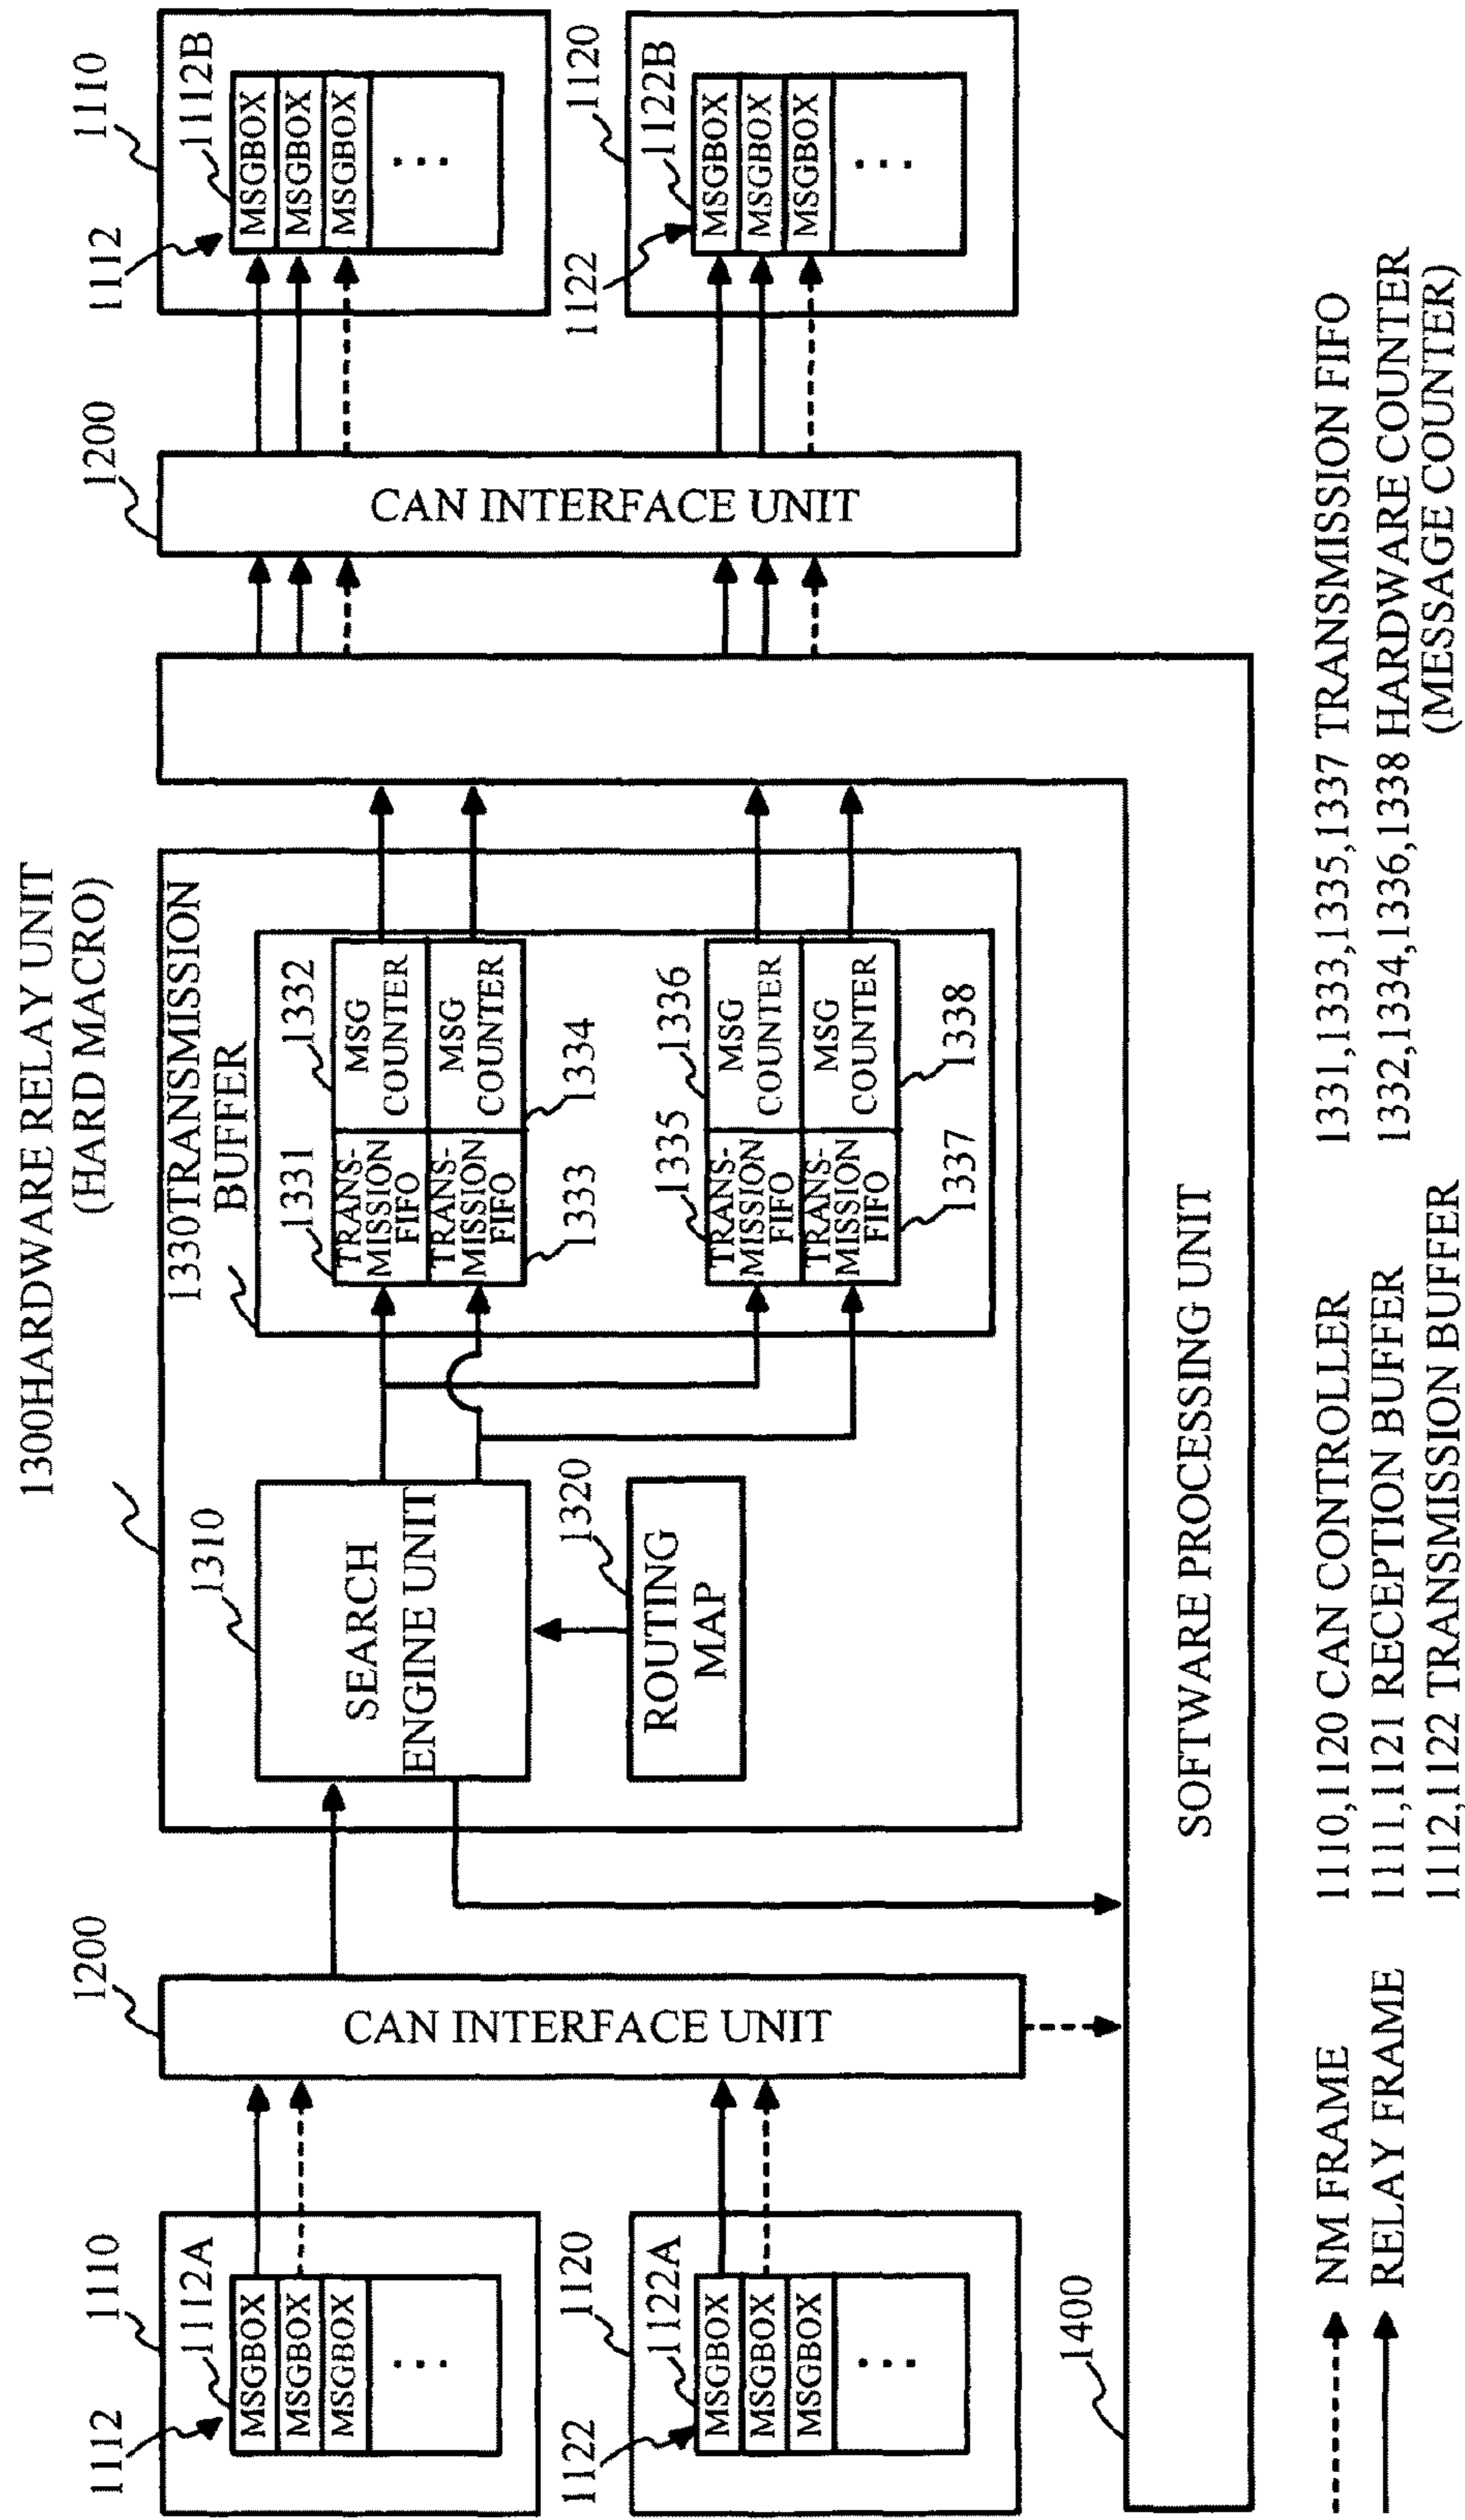 1300HARDWARE RELAY UNIT
(HARD MACRO)
1110
1112
1112A
MSGBOX
MSGBOX
MSGBOX
...
1120
1122
1122A
MSGBOX
MSGBOX
MSGBOX
...
1200
CAN INTERFACE UNIT
1310
SEARCH
ENGINE UNIT
1320
ROUTING
MAP
1330TRANSMISSION
BUFFER
1331
TRANS-
MISSION
FIFO
1332
MSG
COUNTER
TRANS-
MISSION
FIFO
1333
MSG
COUNTER
1334
1335
TRANS-
MISSION
FIFO
1336
MSG
COUNTER
TRANS-
MISSION
FIFO
1337
MSG
COUNTER
1338
1200
CAN INTERFACE UNIT
1110
1112
1112B
MSGBOX
MSGBOX
MSGBOX
...
1120
1122
1122B
MSGBOX
MSGBOX
MSGBOX
...
1400
SOFTWARE PROCESSING UNIT
NM FRAME
RELAY FRAME
1110,1120 CAN CONTROLLER
1111,1121 RECEPTION BUFFER
1112,1122 TRANSMISSION BUFFER
1331,1333,1335,1337 TRANSMISSION FIFO
1332,1334,1336,1338 HARDWARE COUNTER
(MESSAGE COUNTER)